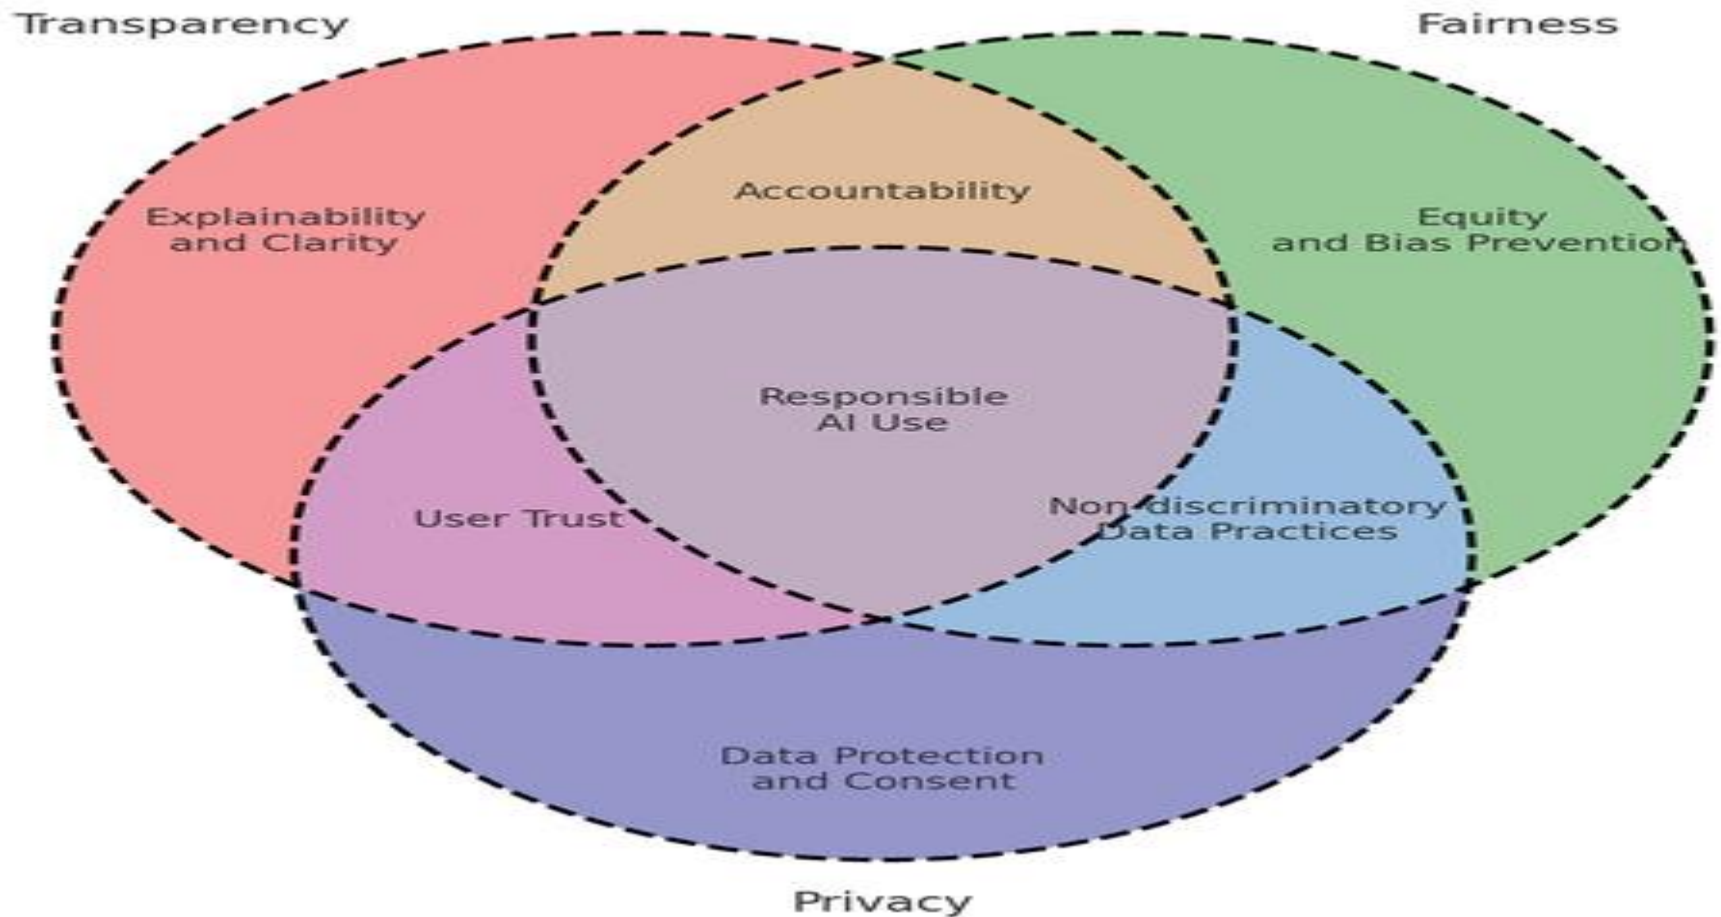 Transparency
Fairness
Explainability
and Clarity
Accountability
Equity
and Bias Prevention
Responsible
AI Use
User Trust
Non-discriminatory
Data Practices
Data Protection
and Consent
Privacy